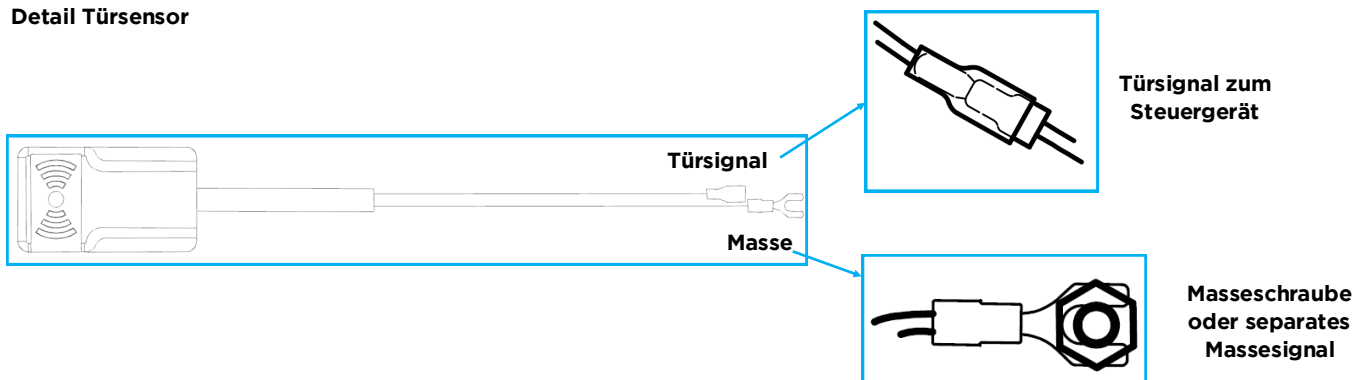 Detail Türsensor
Türsignal zum
Steuergerät
Türsignal
Masse
Masseschraube
oder separates
Massesignal